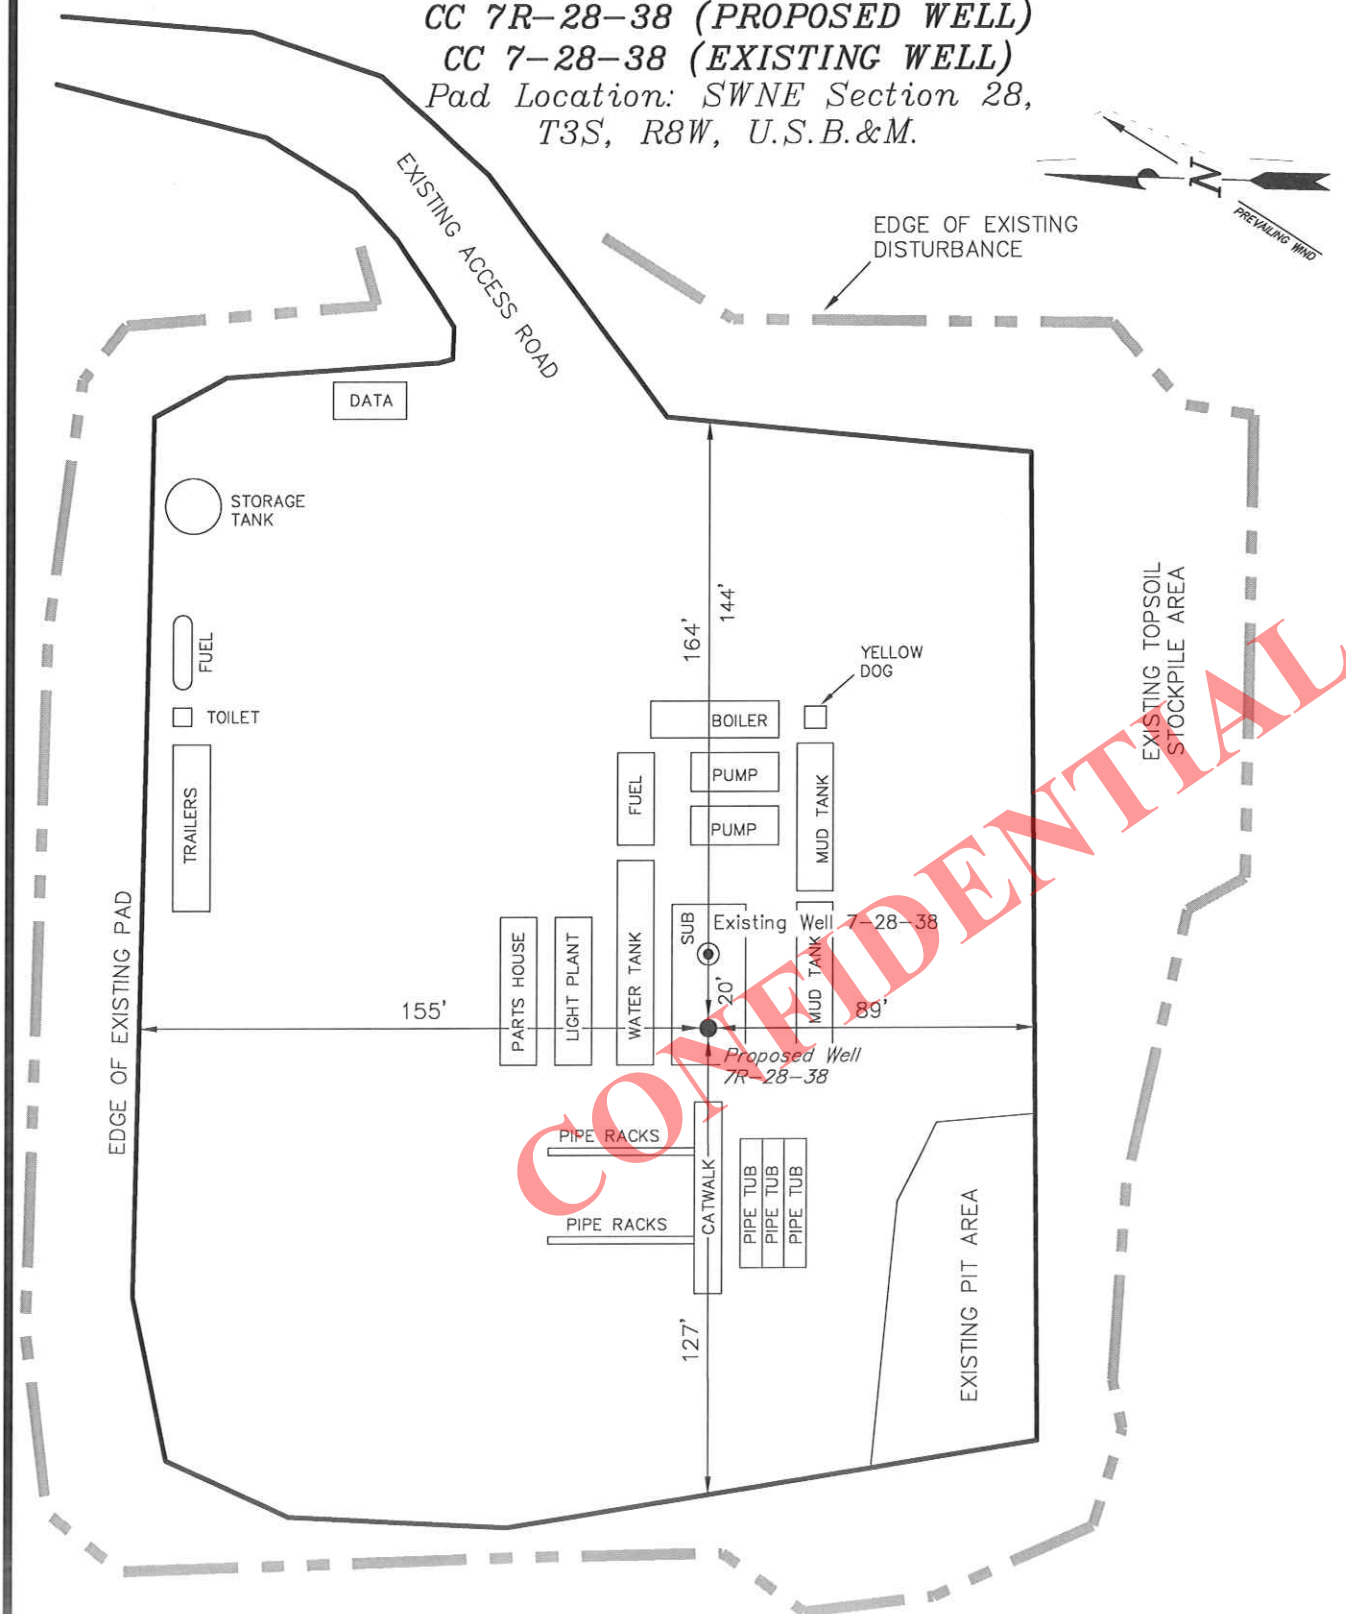 CC 7R-28-38 (PROPOSED WELL)
CC 7-28-38 (EXISTING WELL)
Pad Location: SWNE Section 28,
T3S, R8W, U.S.B.&M.
N
PREVAILING WIND
EXISTING ACCESS ROAD
EDGE OF EXISTING
DISTURBANCE
DATA
STORAGE
TANK
FUEL
TOILET
TRAILERS
164'
144'
YELLOW
DOG
BOILER
PUMP
PUMP
FUEL
MUD TANK
EXISTING TOPSOIL
STOCKPILE AREA
EDGE OF EXISTING PAD
PARTS HOUSE
LIGHT PLANT
WATER TANK
SUB
Existing Well 7-28-38
MUD TANK
20'
155'
89'
Proposed Well
7R-28-38
PIPE RACKS
PIPE RACKS
CATWALK
PIPE TUB
PIPE TUB
PIPE TUB
127'
EXISTING PIT AREA
CONFIDENTIAL